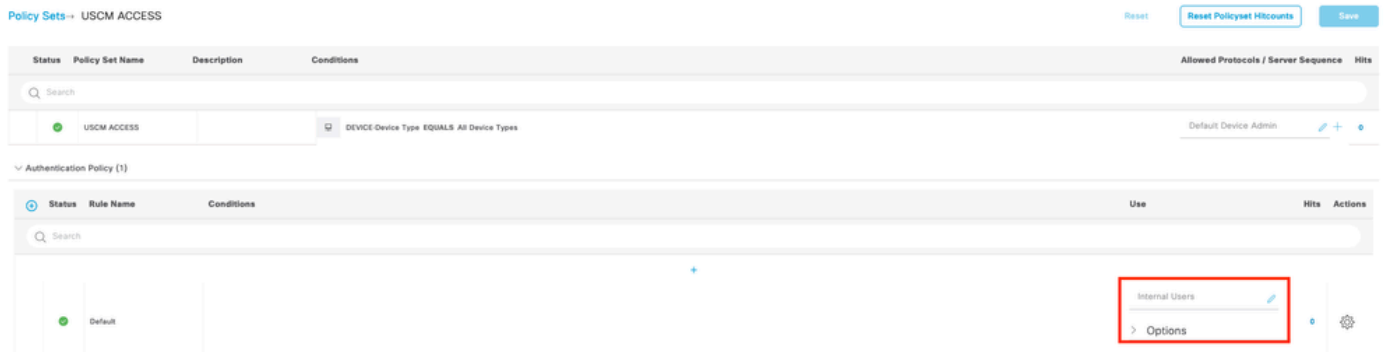 Policy Sets→ USCM ACCESS Reset Reset Policyset Hitcounts Save
Status Policy Set Name Description Conditions Allowed Protocols / Server Sequence Hits
Search
USCM ACCESS DEVICE-Device Type EQUALS All Device Types Default Device Admin 0
Authentication Policy (1)
Status Rule Name Conditions Use Hits Actions
Search
Internal Users
Default 0
Options